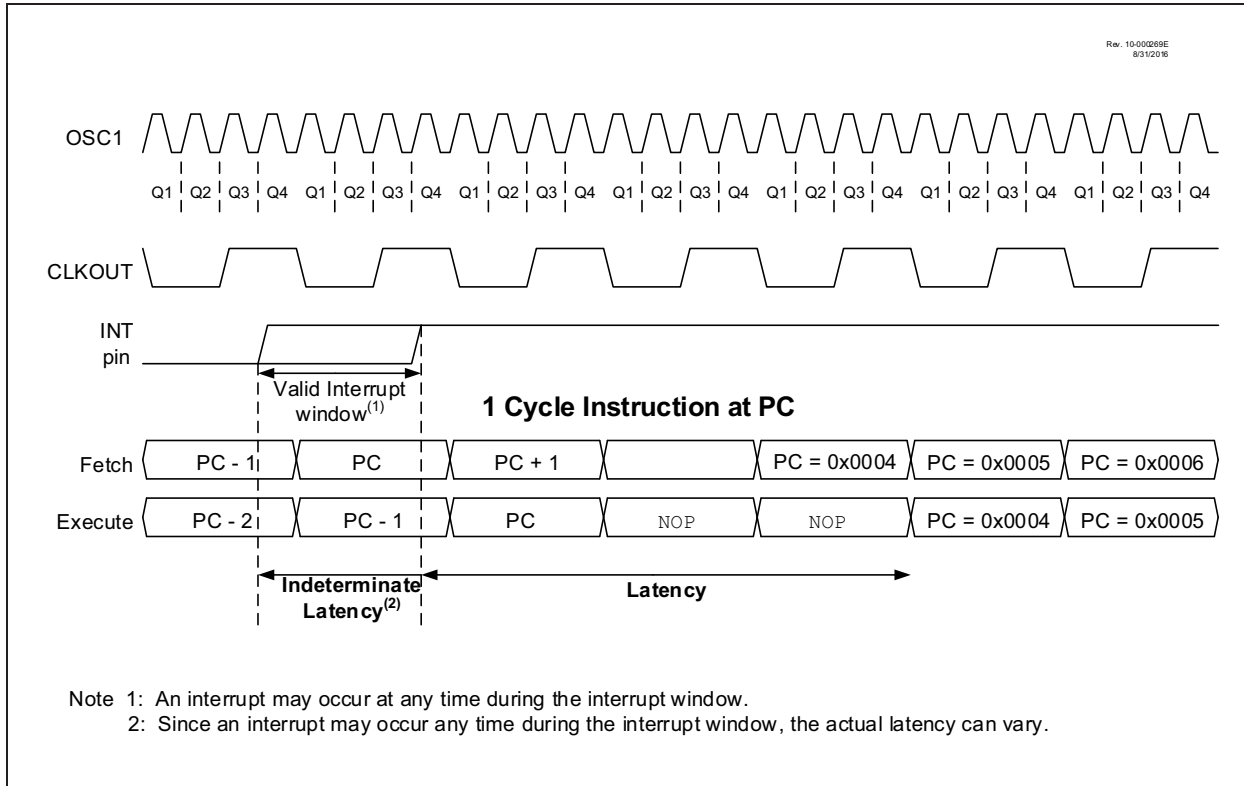 Rev. 10-000269E
8/31/2016
OSC1
Q1 Q2 Q3 Q4 Q1 Q2 Q3 Q4 Q1 Q2 Q3 Q4 Q1 Q2 Q3 Q4 Q1 Q2 Q3 Q4 Q1 Q2 Q3 Q4 Q1 Q2 Q3 Q4
CLKOUT
INT
pin
Valid Interrupt
window(1)
1 Cycle Instruction at PC
Fetch PC - 1 PC PC + 1 PC = 0x0004 PC = 0x0005 PC = 0x0006
Execute PC - 2 PC - 1 PC NOP NOP PC = 0x0004 PC = 0x0005
Indeterminate
Latency(2)
Latency
Note 1: An interrupt may occur at any time during the interrupt window.
2: Since an interrupt may occur any time during the interrupt window, the actual latency can vary.